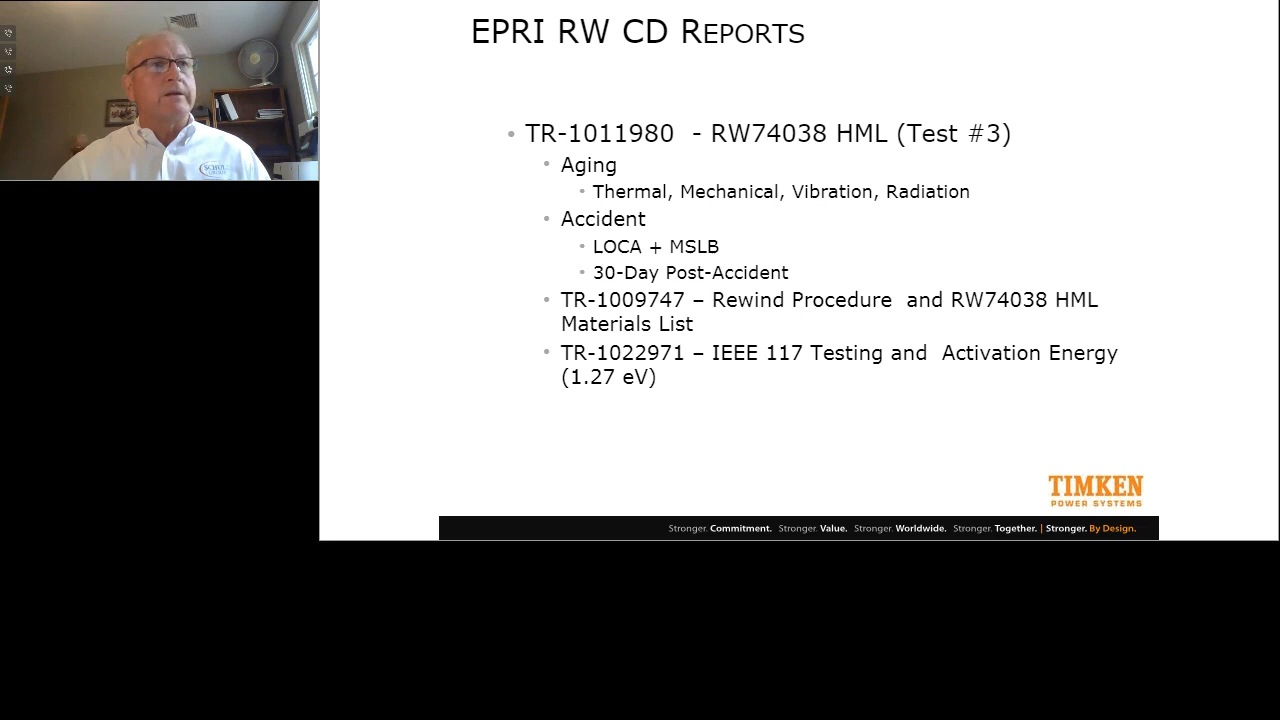 EPRI RW CD REPORTS
• TR-1011980 - RW74038 HML (Test #3)
• Aging
• Thermal, Mechanical, Vibration, Radiation
• Accident
• LOCA + MSLB
• 30-Day Post-Accident
• TR-1009747 – Rewind Procedure and RW74038 HML
Materials List
• TR-1022971 – IEEE 117 Testing and Activation Energy
(1.27 eV)
TIMKEN
POWER SYSTEMS
Stronger. Commitment. Stronger. Value. Stronger. Worldwide. Stronger. Together. | Stronger. By Design.